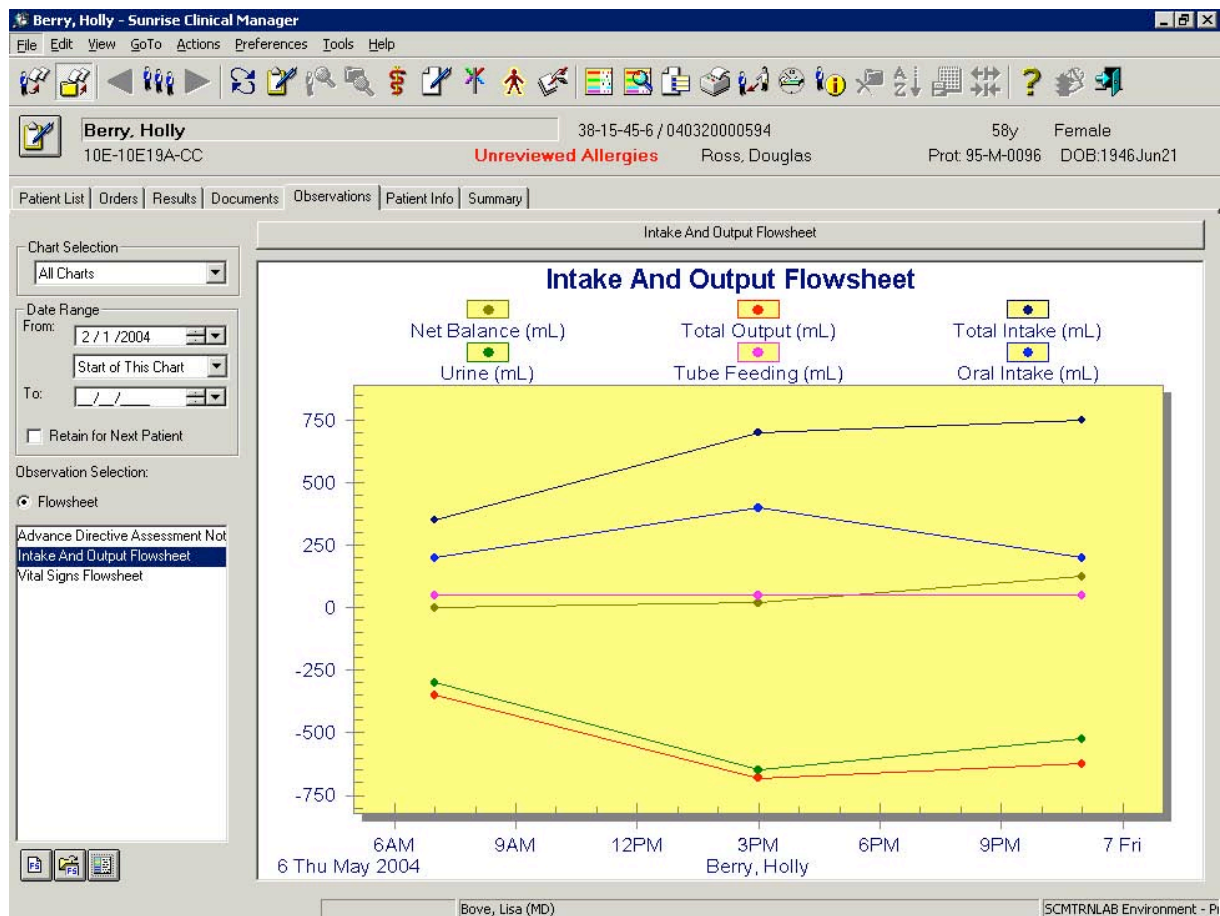 Berry, Holly - Sunrise Clinical Manager
File Edit View GoTo Actions Preferences Tools Help
Berry, Holly 38-15-45-6 / 040320000594 58y Female
10E-10E19A-CC Unreviewed Allergies Ross, Douglas Prot: 95-M-0096 DOB:1946Jun21
Patient List Orders Results Documents Observations Patient Info Summary
Intake And Output Flowsheet
Chart Selection
All Charts
Date Range
From:
2 / 1 /2004
Start of This Chart
To:
_/_/____
Retain for Next Patient
Observation Selection:
Flowsheet
Advance Directive Assessment Not
Intake And Output Flowsheet
Vital Signs Flowsheet
FS
FS
Intake And Output Flowsheet
Net Balance (mL) Total Output (mL) Total Intake (mL)
Urine (mL) Tube Feeding (mL) Oral Intake (mL)
750
500
250
0
-250
-500
-750
6AM 9AM 12PM 3PM 6PM 9PM 7 Fri
6 Thu May 2004 Berry, Holly
Bove, Lisa (MD) SCMTRNLAB Environment - P